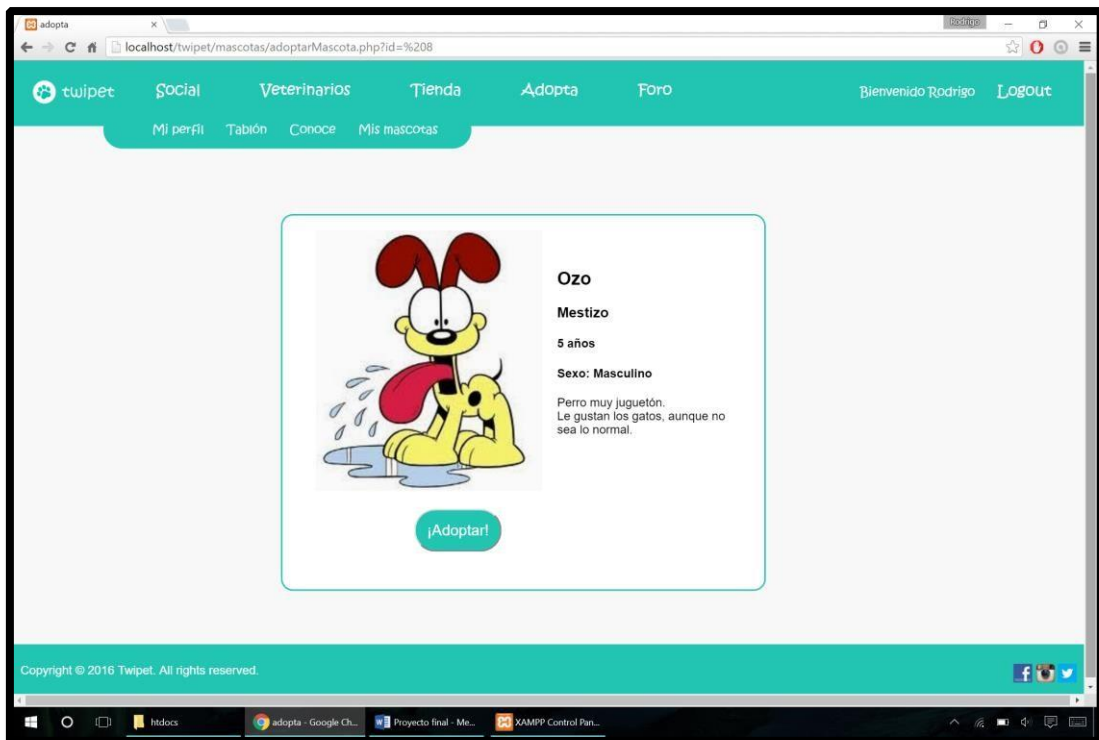 adopta
Rodrigo
localhost/twipet/mascotas/adoptarMascota.php?id=%208
twipet Social Veterinarios Tienda Adopta Foro Bienvenido Rodrigo Logout
Mi perfil Tablón Conoce Mis mascotas
Ozo
Mestizo
5 años
Sexo: Masculino
Perro muy juguetón.
Le gustan los gatos, aunque no
sea lo normal.
¡Adoptar!
Copyright © 2016 Twipet. All rights reserved.
htdocs adopta - Google Ch... Proyecto final - Me... XAMPP Control Pan...